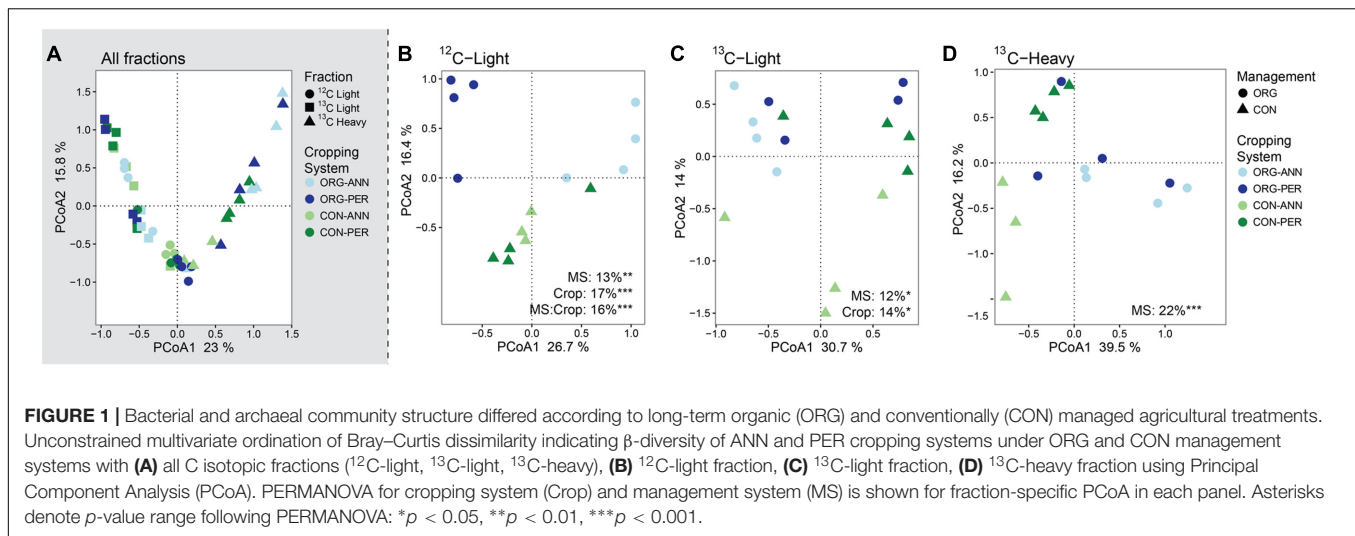 A
All fractions
PCoA2 15.8 %
1.5
1.0
0.5
0.0
−0.5
−1.0
−1.0
−0.5
0.0
0.5
1.0
1.5
PCoA1 23 %
Fraction
¹²C Light
¹³C Light
¹³C Heavy
Cropping
System
ORG-ANN
ORG-PER
CON-ANN
CON-PER
B
¹²C−Light
PCoA2 16.4 %
1.0
0.5
0.0
−0.5
MS: 13%**
Crop: 17%***
MS:Crop: 16%***
−0.5
0.0
0.5
1.0
PCoA1 26.7 %
C
¹³C−Light
PCoA2 14 %
0.5
0.0
−0.5
−1.0
−1.5
MS: 12%*
Crop: 14%*
−1.0
−0.5
0.0
0.5
PCoA1 30.7 %
D
¹³C−Heavy
PCoA2 16.2 %
1.0
0.5
0.0
−0.5
−1.0
−1.5
MS: 22%***
−1.0
−0.5
0.0
0.5
1.0
PCoA1 39.5 %
Management
ORG
CON
Cropping
System
ORG-ANN
ORG-PER
CON-ANN
CON-PER
FIGURE 1 | Bacterial and archaeal community structure differed according to long-term organic (ORG) and conventionally (CON) managed agricultural treatments.
Unconstrained multivariate ordination of Bray–Curtis dissimilarity indicating β-diversity of ANN and PER cropping systems under ORG and CON management
systems with (A) all C isotopic fractions (¹²C-light, ¹³C-light, ¹³C-heavy), (B) ¹²C-light fraction, (C) ¹³C-light fraction, (D) ¹³C-heavy fraction using Principal
Component Analysis (PCoA). PERMANOVA for cropping system (Crop) and management system (MS) is shown for fraction-specific PCoA in each panel. Asterisks
denote p-value range following PERMANOVA: *p < 0.05, **p < 0.01, ***p < 0.001.